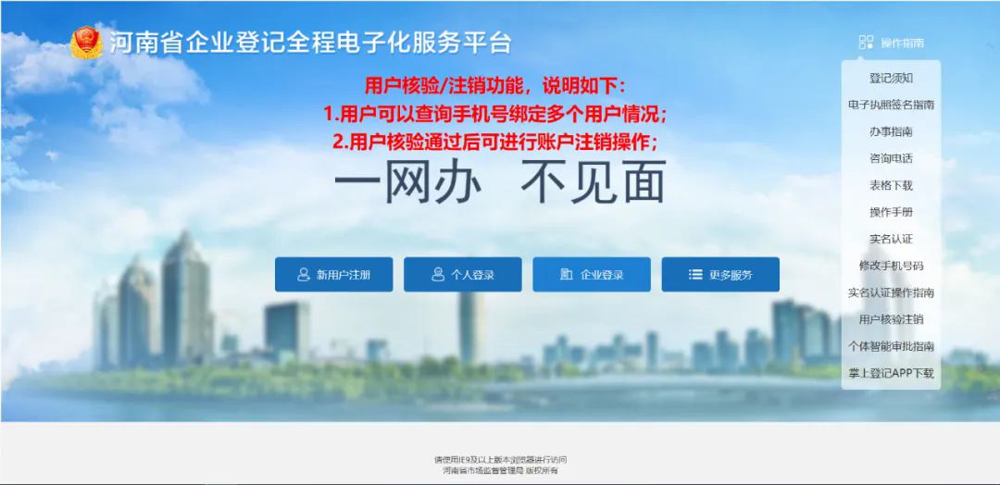 河南省企业登记全程电子化服务平台
操作指南
用户核验/注销功能，说明如下：
1.用户可以查询手机号绑定多个用户情况；
2.用户核验通过后可进行账户注销操作；
一网办 不见面
新用户注册
个人登录
企业登录
更多服务
登记须知
电子执照签名指南
办事指南
咨询电话
表格下载
操作手册
实名认证
修改手机号码
实名认证操作指南
用户核验注销
个体智能审批指南
掌上登记APP下载
请使用IE9及以上版本浏览器进行访问
河南省市场监督管理局 版权所有